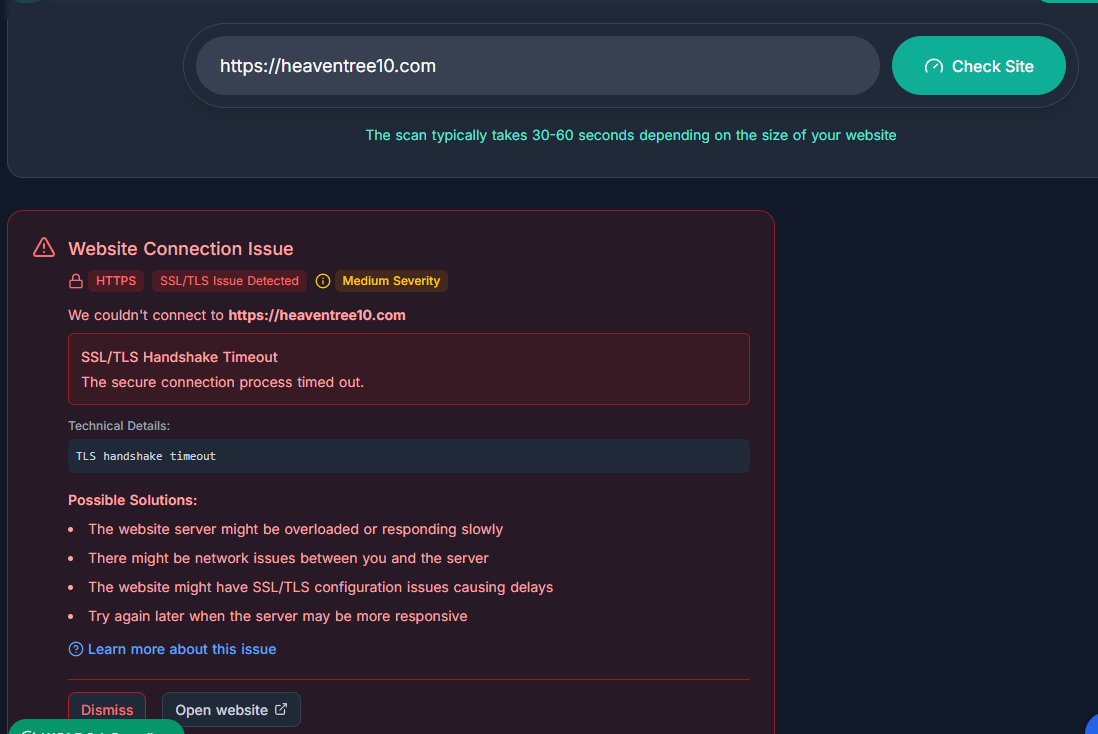 https://heaventree10.com
Check Site
The scan typically takes 30-60 seconds depending on the size of your website
Website Connection Issue
HTTPS SSL/TLS Issue Detected Medium Severity
We couldn't connect to https://heaventree10.com
SSL/TLS Handshake Timeout
The secure connection process timed out.
Technical Details:
TLS handshake timeout
Possible Solutions:
• The website server might be overloaded or responding slowly
• There might be network issues between you and the server
• The website might have SSL/TLS configuration issues causing delays
• Try again later when the server may be more responsive
Learn more about this issue
Dismiss
Open website